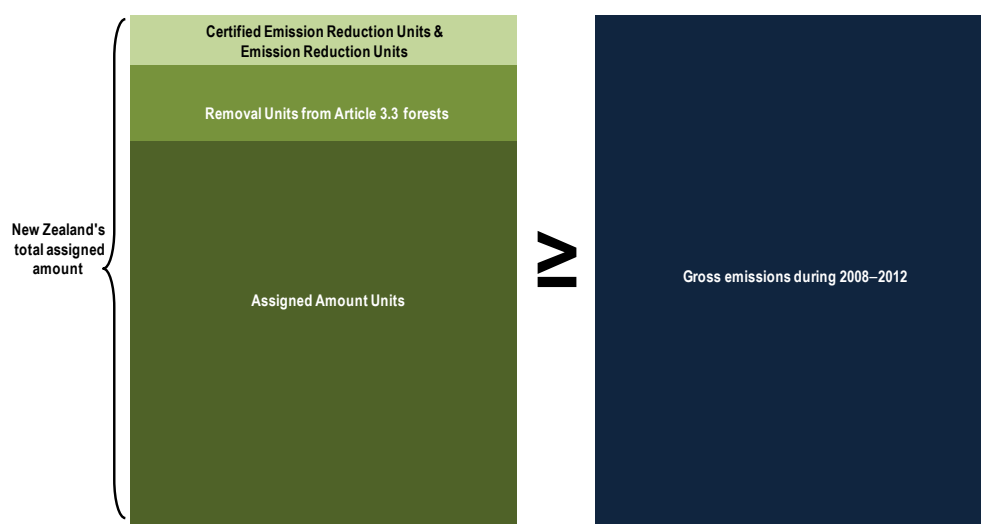 Certified Emission Reduction Units &
Emission Reduction Units
Removal Units from Article 3.3 forests
New Zealand's
total assigned
amount
Assigned Amount Units
≥
Gross emissions during 2008–2012